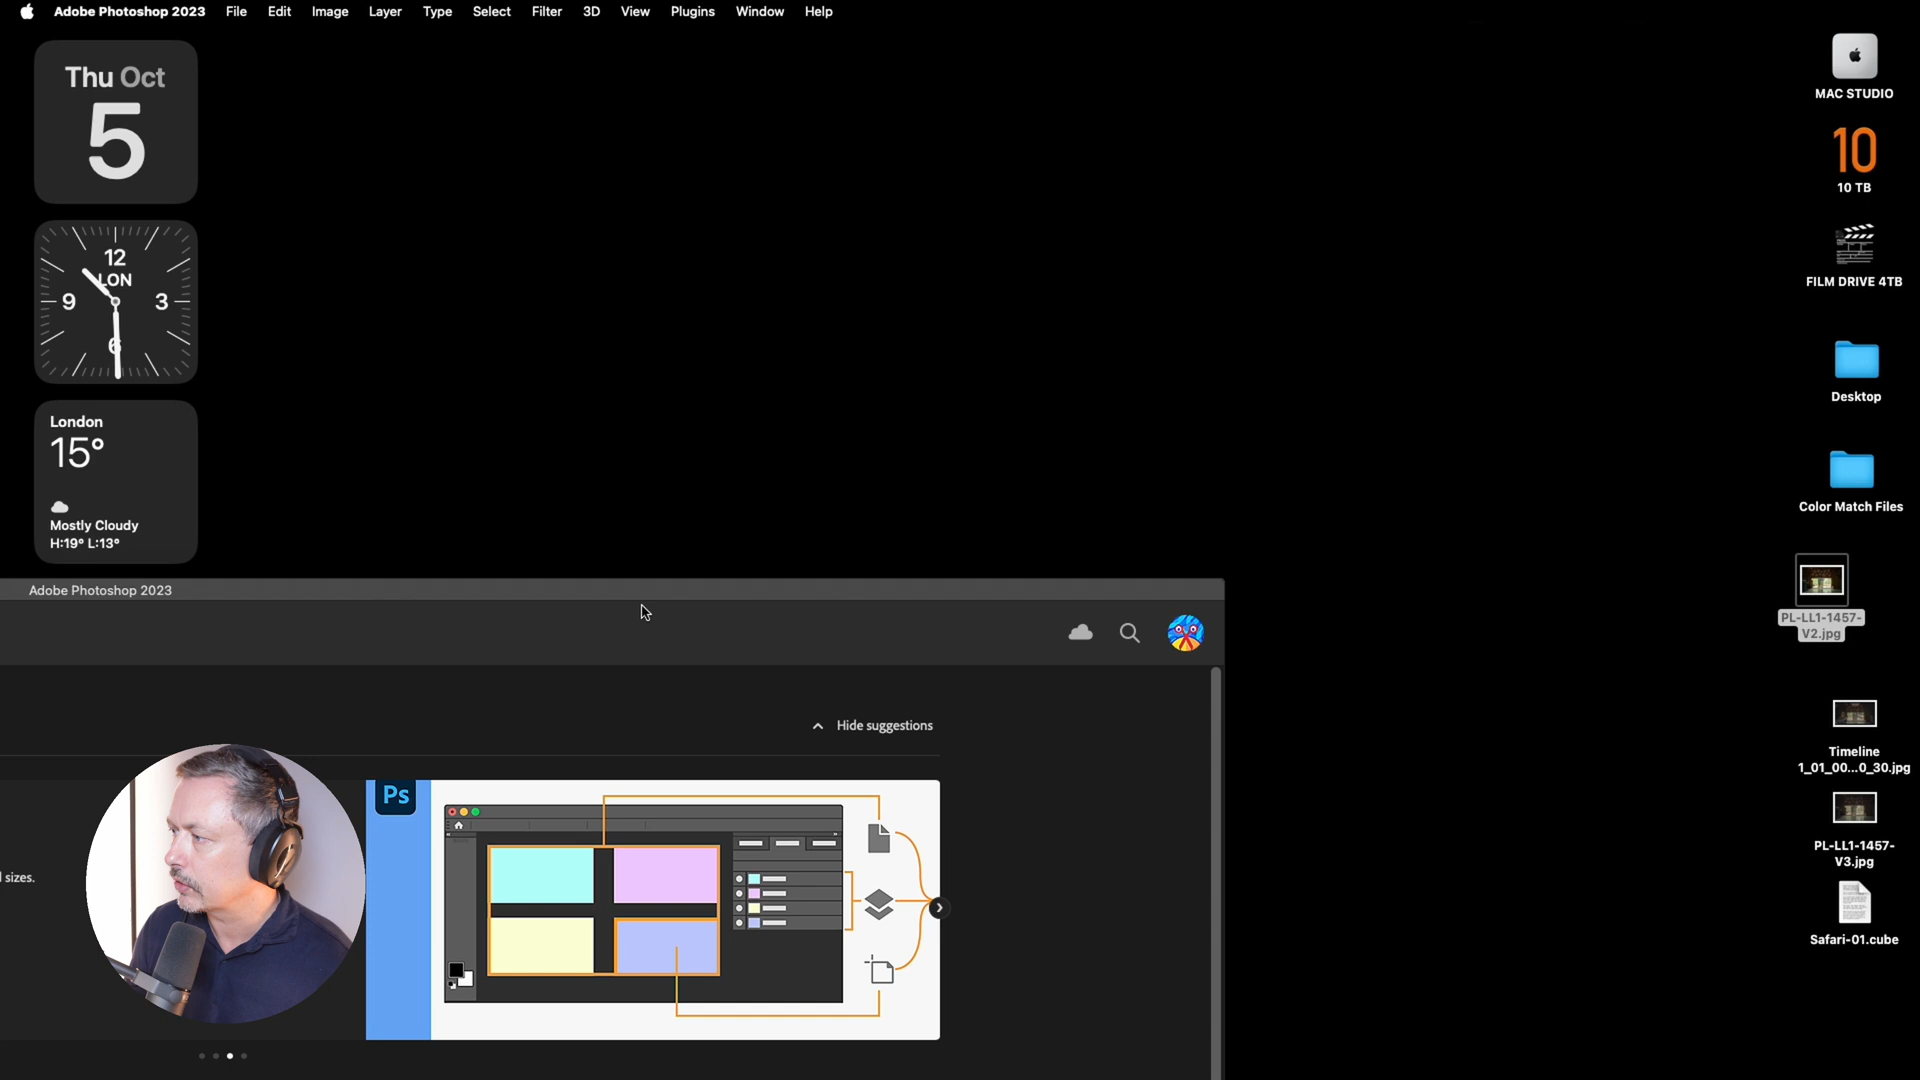 Adobe Photoshop 2023 File Edit Image Layer Type Select Filter 3D View Plugins Window Help
Thu Oct
5
12
LON
9 3
6
London
15°
Mostly Cloudy
H:19° L:13°
MAC STUDIO
10
10 TB
FILM DRIVE 4TB
Desktop
Color Match Files
PL-LL1-1457-
V2.jpg
Timeline
1_01_00...0_30.jpg
PL-LL1-1457-
V3.jpg
Safari-01.cube
Adobe Photoshop 2023
Hide suggestions
Ps
sizes.